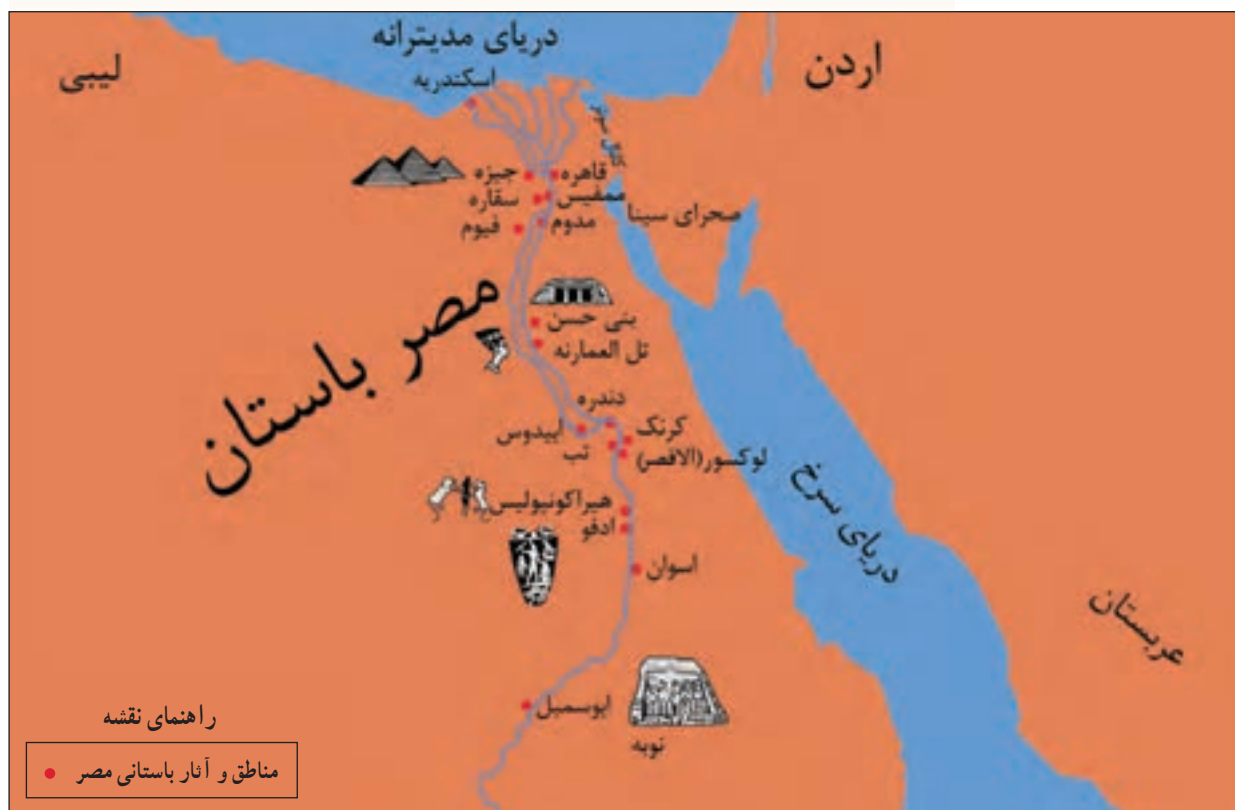 دریای مدیترانه
لیبی
اردن
اسکندریه
کانال سوئز
جیزه
قاهره
سقاره
ممفیس
فیوم
مدوم
صحرای سینا
مصر باستان
بنی حسن
تل العمارنه
دندره
ابیدوس
کرنک
تب
لوکسور(الاقصر)
هیراکونپولیس
ادفو
دریای سرخ
اسوان
عربستان
ابوسمبل
نوبه
راهنمای نقشه
مناطق و آثار باستانی مصر